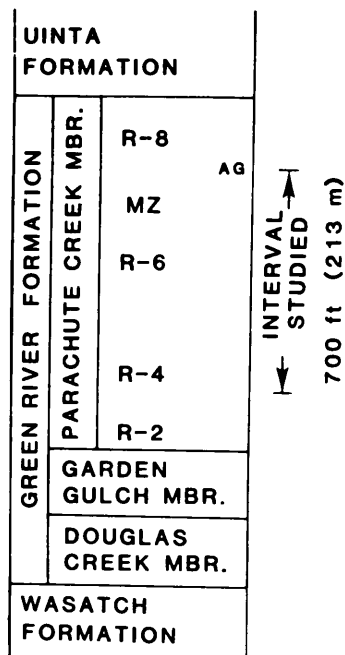 UINTA
FORMATION
GREEN RIVER FORMATION
PARACHUTE CREEK MBR.
R-8
AG
MZ
R-6
R-4
R-2
INTERVAL
STUDIED
700 ft (213 m)
GARDEN
GULCH MBR.
DOUGLAS
CREEK MBR.
WASATCH
FORMATION